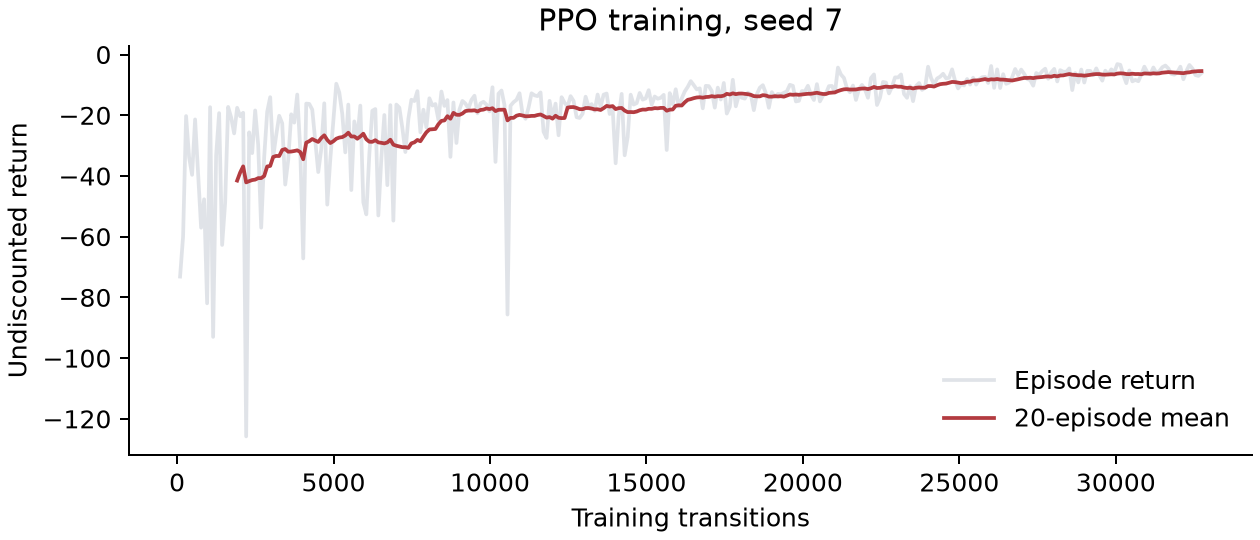 PPO training, seed 7
Undiscounted return
0
−20
−40
−60
−80
−100
−120
Episode return
20-episode mean
0 5000 10000 15000 20000 25000 30000
Training transitions